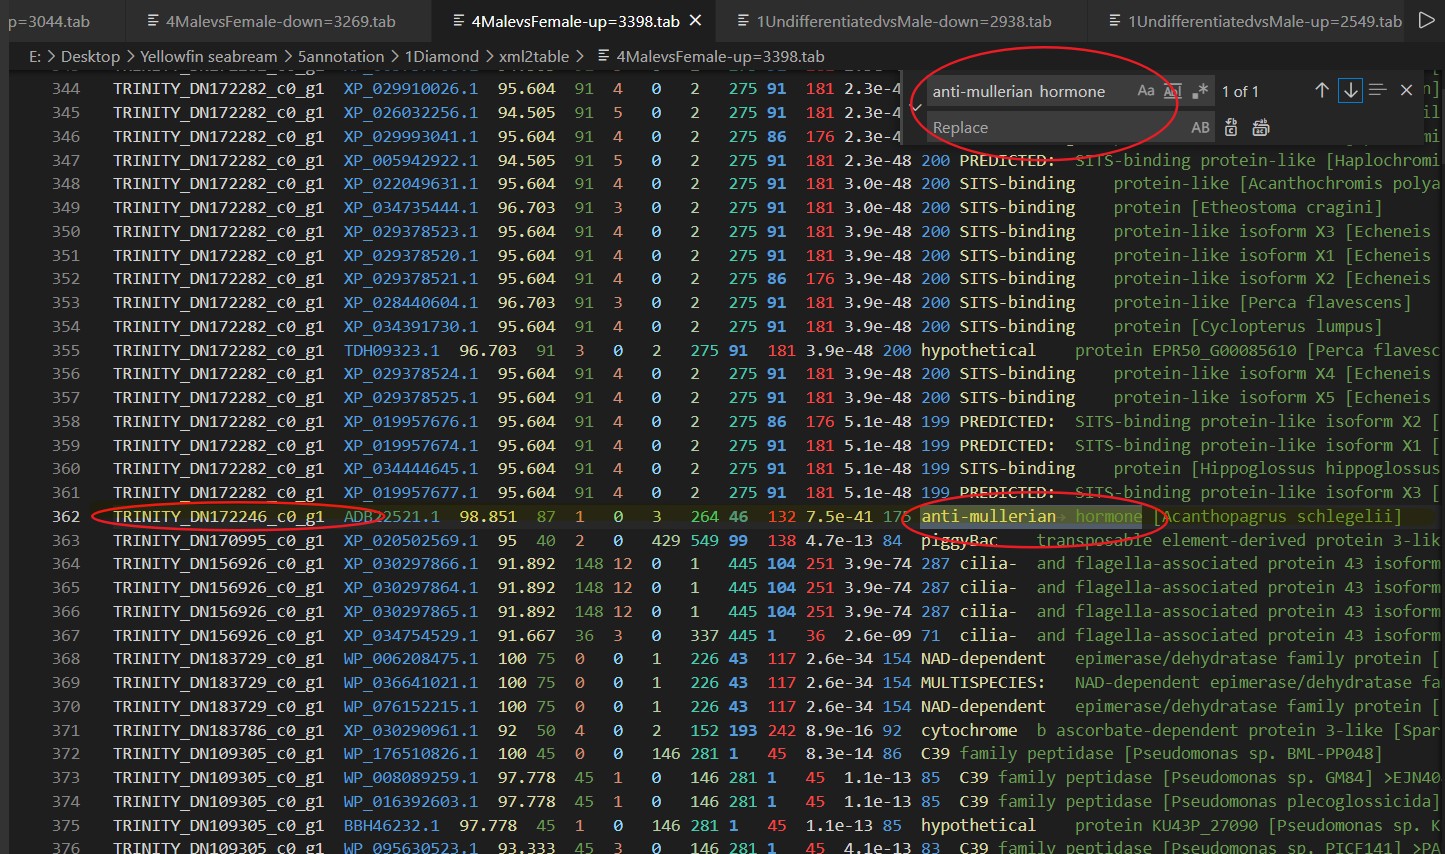 p=3044.tab 4MalevsFemale-down=3269.tab 4MalevsFemale-up=3398.tab 1UndifferentiatedvsMale-down=2938.tab 1UndifferentiatedvsMale-up=2549.tab
E: > Desktop > Yellowfin seabream > 5annotation > 1Diamond > xml2table > 4MalevsFemale-up=3398.tab
anti-mullerian hormone Aa Ab 1 of 1
Replace AB
344 TRINITY_DN172282_c0_g1 XP_029910026.1 95.604 91 4 0 2 275 91 181 2.3e-4
345 TRINITY_DN172282_c0_g1 XP_026032256.1 94.505 91 5 0 2 275 91 181 2.3e-4
346 TRINITY_DN172282_c0_g1 XP_029993041.1 95.604 91 4 0 2 275 86 176 2.3e-4
347 TRINITY_DN172282_c0_g1 XP_005942922.1 94.505 91 5 0 2 275 91 181 2.3e-48 200 PREDICTED: SITS-binding protein-like [Haplochromi
348 TRINITY_DN172282_c0_g1 XP_022049631.1 95.604 91 4 0 2 275 91 181 3.0e-48 200 SITS-binding protein-like [Acanthochromis polya
349 TRINITY_DN172282_c0_g1 XP_034735444.1 96.703 91 3 0 2 275 91 181 3.0e-48 200 SITS-binding protein [Etheostoma cragini]
350 TRINITY_DN172282_c0_g1 XP_029378523.1 95.604 91 4 0 2 275 91 181 3.9e-48 200 SITS-binding protein-like isoform X3 [Echeneis
351 TRINITY_DN172282_c0_g1 XP_029378520.1 95.604 91 4 0 2 275 91 181 3.9e-48 200 SITS-binding protein-like isoform X1 [Echeneis
352 TRINITY_DN172282_c0_g1 XP_029378521.1 95.604 91 4 0 2 275 86 176 3.9e-48 200 SITS-binding protein-like isoform X2 [Echeneis
353 TRINITY_DN172282_c0_g1 XP_028440604.1 96.703 91 3 0 2 275 91 181 3.9e-48 200 SITS-binding protein-like [Perca flavescens]
354 TRINITY_DN172282_c0_g1 XP_034391730.1 95.604 91 4 0 2 275 91 181 3.9e-48 200 SITS-binding protein [Cyclopterus lumpus]
355 TRINITY_DN172282_c0_g1 TDH09323.1 96.703 91 3 0 2 275 91 181 3.9e-48 200 hypothetical protein EPR50_G00085610 [Perca flavesc
356 TRINITY_DN172282_c0_g1 XP_029378524.1 95.604 91 4 0 2 275 91 181 3.9e-48 200 SITS-binding protein-like isoform X4 [Echeneis
357 TRINITY_DN172282_c0_g1 XP_029378525.1 95.604 91 4 0 2 275 91 181 3.9e-48 200 SITS-binding protein-like isoform X5 [Echeneis
358 TRINITY_DN172282_c0_g1 XP_019957676.1 95.604 91 4 0 2 275 86 176 5.1e-48 199 PREDICTED: SITS-binding protein-like isoform X2 [
359 TRINITY_DN172282_c0_g1 XP_019957674.1 95.604 91 4 0 2 275 91 181 5.1e-48 199 PREDICTED: SITS-binding protein-like isoform X1 [
360 TRINITY_DN172282_c0_g1 XP_034444645.1 95.604 91 4 0 2 275 91 181 5.1e-48 199 SITS-binding protein [Hippoglossus hippoglossus
361 TRINITY_DN172282_c0_g1 XP_019957677.1 95.604 91 4 0 2 275 91 181 5.1e-48 199 PREDICTED: SITS-binding protein-like isoform X3 [
362 TRINITY_DN172246_c0_g1 ADB22521.1 98.851 87 1 0 3 264 46 132 7.5e-41 175 anti-mullerian hormone [Acanthopagrus schlegelii]
363 TRINITY_DN170995_c0_g1 XP_020502569.1 95 40 2 0 429 549 99 138 4.7e-13 84 piggyBac transposable element-derived protein 3-lik
364 TRINITY_DN156926_c0_g1 XP_030297866.1 91.892 148 12 0 1 445 104 251 3.9e-74 287 cilia- and flagella-associated protein 43 isoform
365 TRINITY_DN156926_c0_g1 XP_030297864.1 91.892 148 12 0 1 445 104 251 3.9e-74 287 cilia- and flagella-associated protein 43 isoform
366 TRINITY_DN156926_c0_g1 XP_030297865.1 91.892 148 12 0 1 445 104 251 3.9e-74 287 cilia- and flagella-associated protein 43 isoform
367 TRINITY_DN156926_c0_g1 XP_034754529.1 91.667 36 3 0 337 445 1 36 2.6e-09 71 cilia- and flagella-associated protein 43 isoform
368 TRINITY_DN183729_c0_g1 WP_006208475.1 100 75 0 0 1 226 43 117 2.6e-34 154 NAD-dependent epimerase/dehydratase family protein [
369 TRINITY_DN183729_c0_g1 WP_036641021.1 100 75 0 0 1 226 43 117 2.6e-34 154 MULTISPECIES: NAD-dependent epimerase/dehydratase fa
370 TRINITY_DN183729_c0_g1 WP_076152215.1 100 75 0 0 1 226 43 117 2.6e-34 154 NAD-dependent epimerase/dehydratase family protein [
371 TRINITY_DN183786_c0_g1 XP_030290961.1 92 50 4 0 2 152 193 242 8.9e-16 92 cytochrome b ascorbate-dependent protein 3-like [Spar
372 TRINITY_DN109305_c0_g1 WP_176510826.1 100 45 0 0 146 281 1 45 8.3e-14 86 C39 family peptidase [Pseudomonas sp. BML-PP048]
373 TRINITY_DN109305_c0_g1 WP_008089259.1 97.778 45 1 0 146 281 1 45 1.1e-13 85 C39 family peptidase [Pseudomonas sp. GM84] >EJN40
374 TRINITY_DN109305_c0_g1 WP_016392603.1 97.778 45 1 0 146 281 1 45 1.1e-13 85 C39 family peptidase [Pseudomonas plecoglossicida]
375 TRINITY_DN109305_c0_g1 BBH46232.1 97.778 45 1 0 146 281 1 45 1.1e-13 85 hypothetical protein KU43P_27090 [Pseudomonas sp. K
376 TRINITY_DN109305_c0_g1 WP_095630523.1 93.333 45 3 0 146 281 1 45 4.1e-13 83 C39 family peptidase [Pseudomonas sp. PICF141] >PA